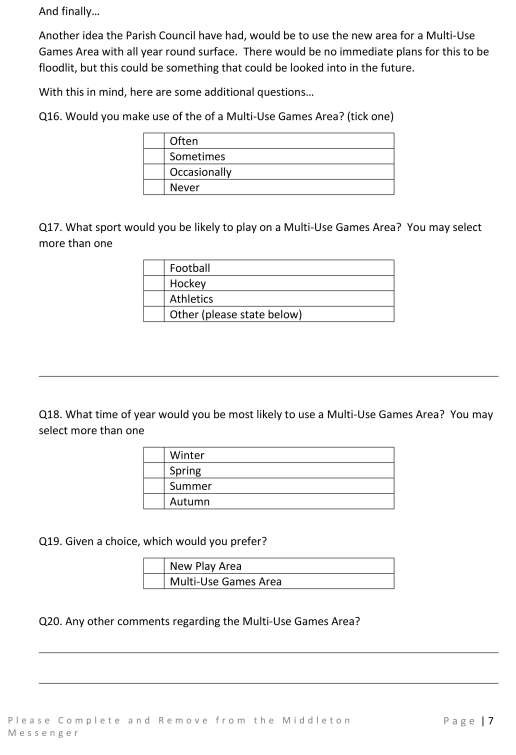 And finally…
Another idea the Parish Council have had, would be to use the new area for a Multi-Use
Games Area with all year round surface.  There would be no immediate plans for this to be
floodlit, but this could be something that could be looked into in the future.
With this in mind, here are some additional questions…
Q16. Would you make use of the of a Multi-Use Games Area? (tick one)
Often
Sometimes
Occasionally
Never
Q17. What sport would you be likely to play on a Multi-Use Games Area?  You may select
more than one
Football
Hockey
Athletics
Other (please state below)
Q18. What time of year would you be most likely to use a Multi-Use Games Area?  You may
select more than one
Winter
Spring
Summer
Autumn
Q19. Given a choice, which would you prefer?
New Play Area
Multi-Use Games Area
Q20. Any other comments regarding the Multi-Use Games Area?
Please Complete and Remove from the Middleton Page | 7
Messenger